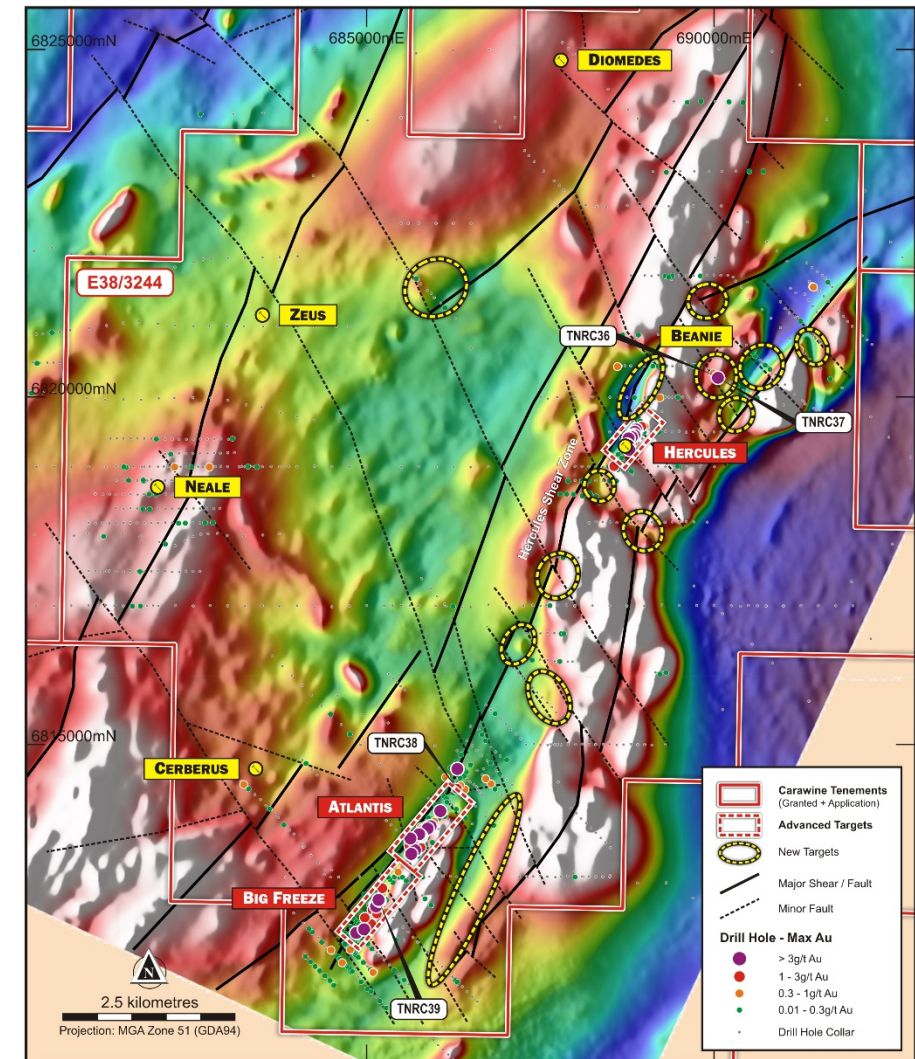 6825000mN
685000mE
690000mE
DIOMEDES
E38/3244
ZEUS
TNRC36
BEANIE
6820000mN
TNRC37
HERCULES
NEALE
Hercules Shear Zone
6815000mN
TNRC38
CERBERUS
ATLANTIS
BIG FREEZE
TNRC39
N
2.5 kilometres
Projection: MGA Zone 51 (GDA94)
Carawine Tenements
(Granted + Application)
Advanced Targets
New Targets
Major Shear / Fault
Minor Fault
Drill Hole - Max Au
> 3g/t Au
1 - 3g/t Au
0.3 - 1g/t Au
0.01 - 0.3g/t Au
Drill Hole Collar